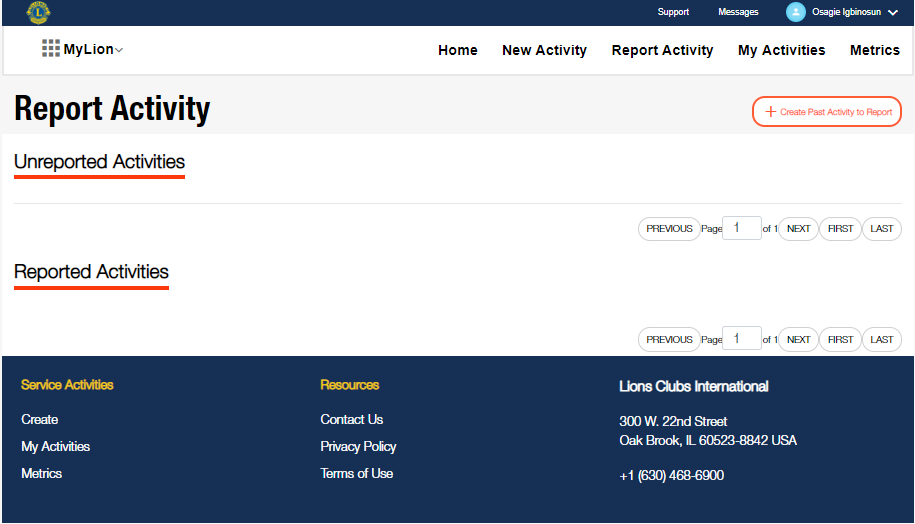 Support Messages Osagie Igbinosun
MyLion Home New Activity Report Activity My Activities Metrics
Report Activity
+ Create Past Activity to Report
Unreported Activities
PREVIOUS Page 1 of 1 NEXT FIRST LAST
Reported Activities
PREVIOUS Page 1 of 1 NEXT FIRST LAST
Service Activities Resources Lions Clubs International
Create Contact Us 300 W. 22nd Street
Oak Brook, IL 60523-8842 USA
My Activities Privacy Policy
Metrics Terms of Use +1 (630) 468-6900